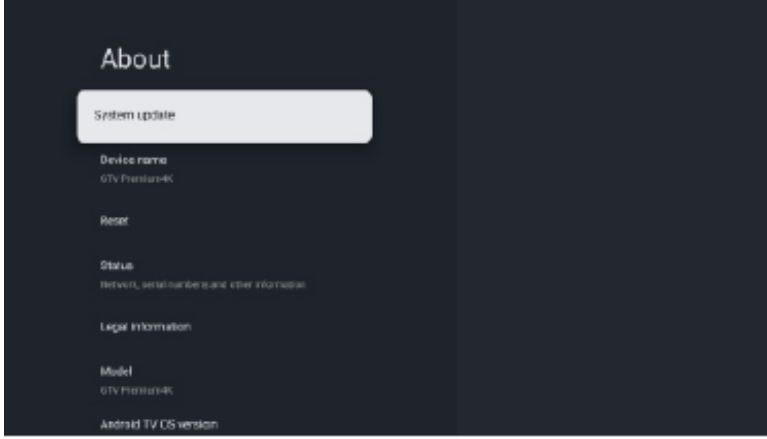 About
System update
Device name
GTV Premium4K
Reset
Status
Network, serial numbers and other information
Legal information
Model
GTV Premium4K
Android TV OS version